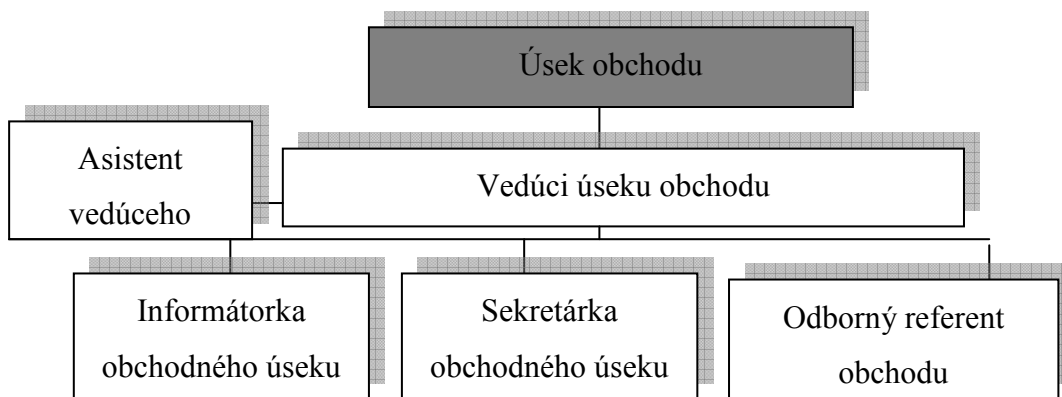 Úsek obchodu
Asistent
vedúceho
Vedúci úseku obchodu
Informátorka
obchodného úseku
Sekretárka
obchodného úseku
Odborný referent
obchodu